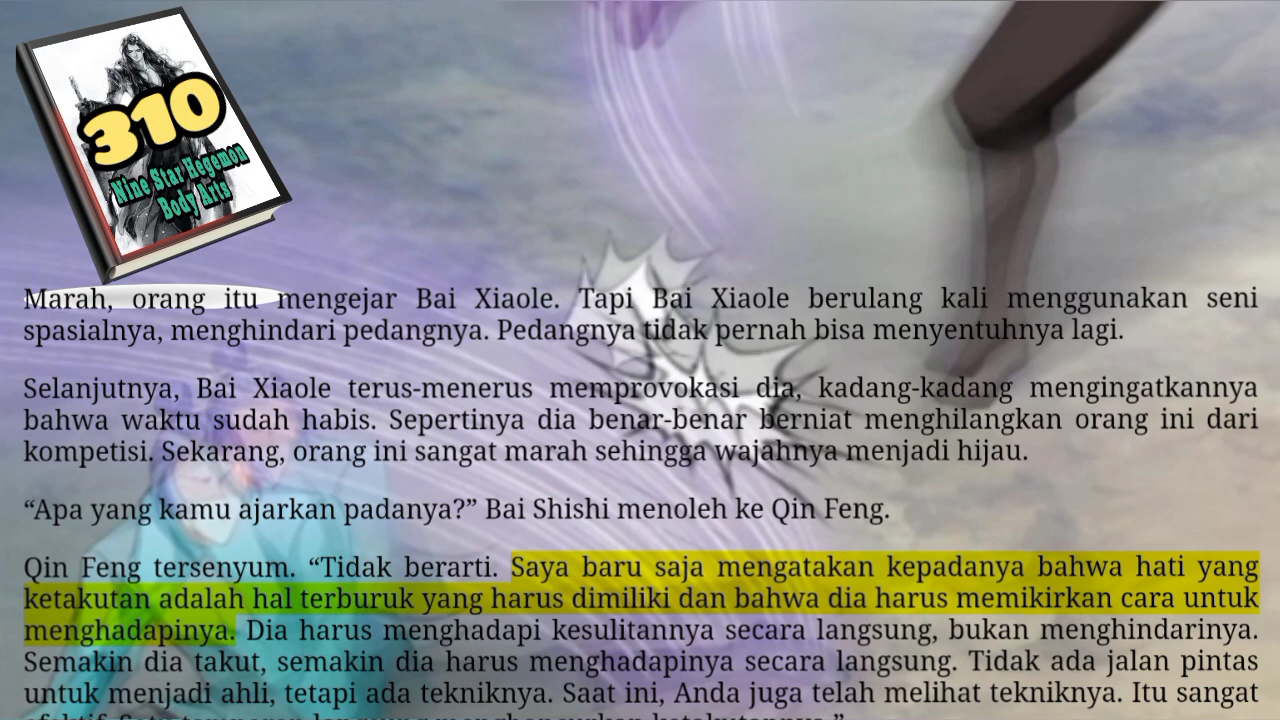 310
Nine Star Hegemon
Body Arts
Marah, orang itu mengejar Bai Xiaole. Tapi Bai Xiaole berulang kali menggunakan seni
spasialnya, menghindari pedangnya. Pedangnya tidak pernah bisa menyentuhnya lagi.
Selanjutnya, Bai Xiaole terus-menerus memprovokasi dia, kadang-kadang mengingatkannya
bahwa waktu sudah habis. Sepertinya dia benar-benar berniat menghilangkan orang ini dari
kompetisi. Sekarang, orang ini sangat marah sehingga wajahnya menjadi hijau.
“Apa yang kamu ajarkan padanya?” Bai Shishi menoleh ke Qin Feng.
Qin Feng tersenyum. “Tidak berarti. Saya baru saja mengatakan kepadanya bahwa hati yang
ketakutan adalah hal terburuk yang harus dimiliki dan bahwa dia harus memikirkan cara untuk
menghadapinya. Dia harus menghadapi kesulitannya secara langsung, bukan menghindarinya.
Semakin dia takut, semakin dia harus menghadapinya secara langsung. Tidak ada jalan pintas
untuk menjadi ahli, tetapi ada tekniknya. Saat ini, Anda juga telah melihat tekniknya. Itu sangat